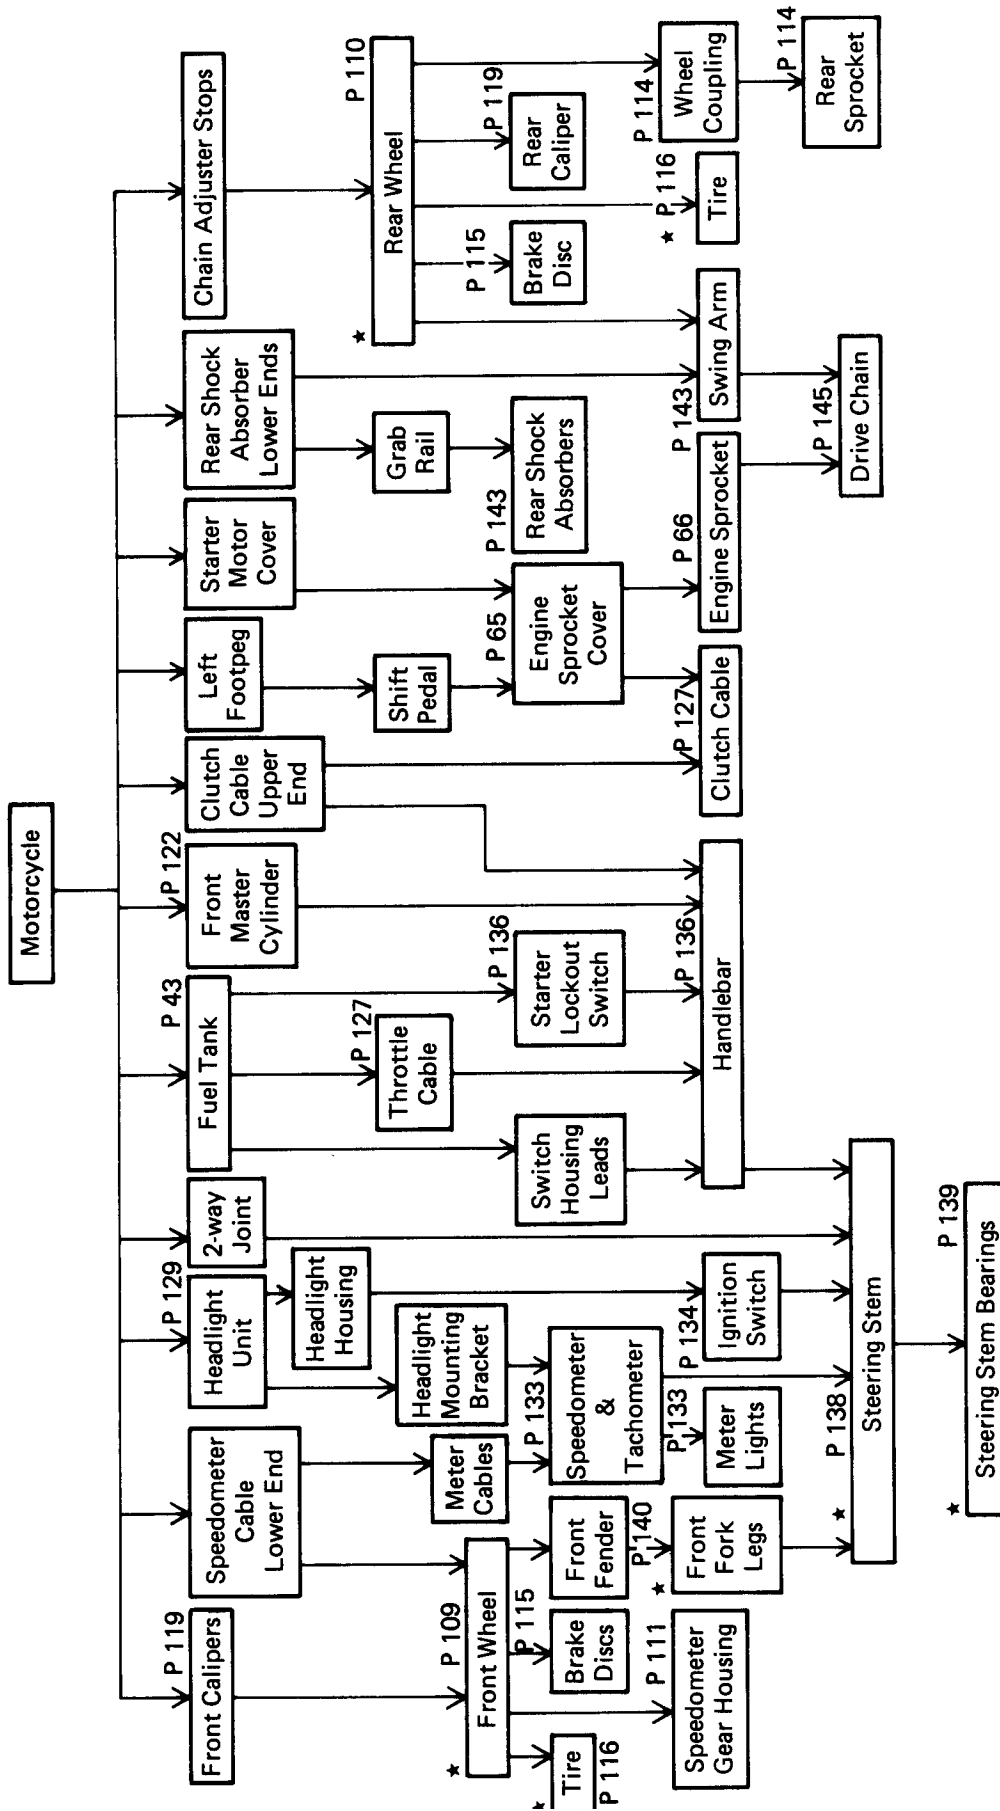 Motorcycle
P 119
Front Calipers
Speedometer
Cable
Lower End
P 129
Headlight
Unit
2-way
Joint
P 43
Fuel Tank
P 122
Front
Master
Cylinder
Clutch
Cable
Upper
End
Left
Footpeg
Starter
Motor
Cover
Rear Shock
Absorber
Lower Ends
Chain Adjuster Stops
Headlight
Housing
P 127
Throttle
Cable
Shift
Pedal
Grab
Rail
★
P 110
Rear Wheel
Headlight
Mounting
Bracket
Meter
Cables
★
P 109
Front Wheel
P 136
Starter
Lockout
Switch
Switch
Housing
Leads
P 65
Engine
Sprocket
Cover
P 143
Rear Shock
Absorbers
P 115
Brake
Disc
P 119
Rear
Caliper
★
Tire
P 116
P 115
Brake
Discs
Front
Fender
P 133
Speedometer
&
Tachometer
★
P 116
Tire
P 114
Wheel
Coupling
P 111
Speedometer
Gear Housing
★
P 140
Front
Fork
Legs
P 133
Meter
Lights
P 134
Ignition
Switch
P 136
Handlebar
P 127
Clutch Cable
P 66
Engine Sprocket
P 143
Swing Arm
P 114
Rear
Sprocket
P 145
Drive Chain
★
P 138
Steering Stem
★
P 139
Steering Stem Bearings